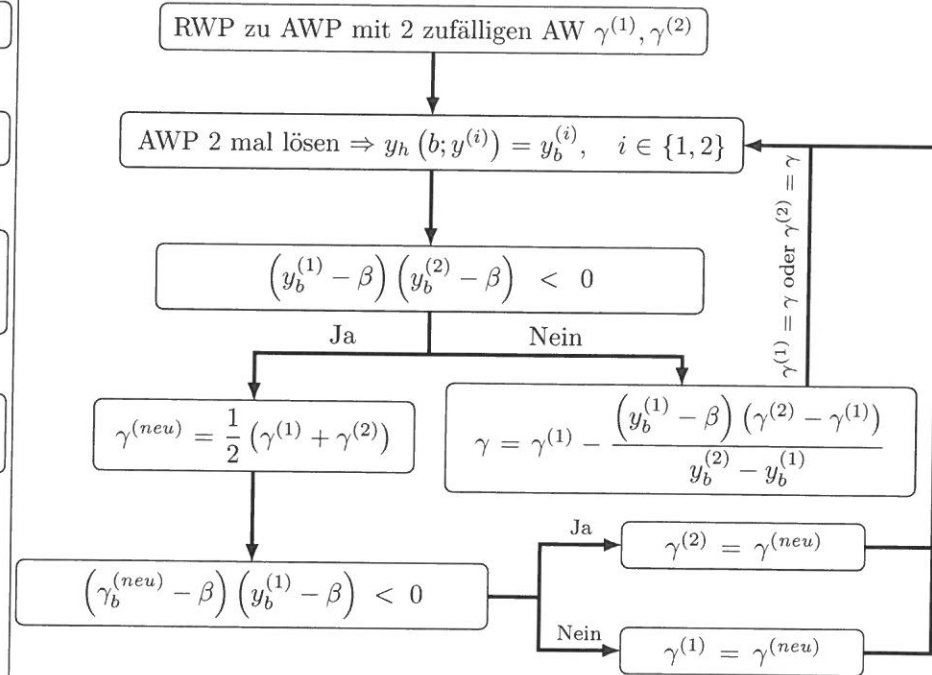 RWP zu AWP mit 2 zufälligen AW γ^{(1)}, γ^{(2)}
AWP 2 mal lösen ⇒ y_h (b; y^{(i)}) = y_b^{(i)}, i ∈ {1, 2}
(y_b^{(1)} − β) (y_b^{(2)} − β) < 0
Ja
Nein
γ^{(1)} = γ oder γ^{(2)} = γ
γ^{(neu)} = \frac{1}{2} (γ^{(1)} + γ^{(2)})
γ = γ^{(1)} − \frac{(y_b^{(1)} − β) (γ^{(2)} − γ^{(1)})}{y_b^{(2)} − y_b^{(1)}}
(γ_b^{(neu)} − β) (y_b^{(1)} − β) < 0
Ja
γ^{(2)} = γ^{(neu)}
Nein
γ^{(1)} = γ^{(neu)}